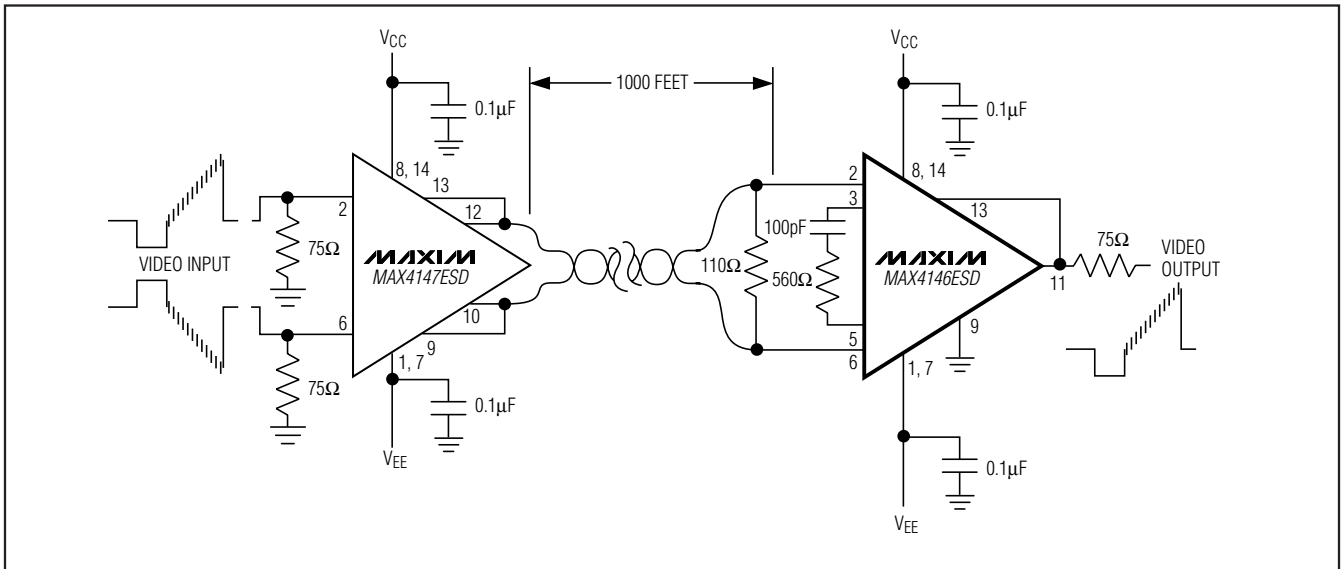 VCC
0.1µF
8, 14
13
12
2
75Ω
VIDEO INPUT
MAXIM
MAX4147ESD
6
10
9
1, 7
75Ω
0.1µF
VEE
1000 FEET
110Ω
VCC
0.1µF
8, 14
2
3
13
100pF
560Ω
MAXIM
MAX4146ESD
5
6
9
1, 7
11
75Ω
VIDEO
OUTPUT
0.1µF
VEE